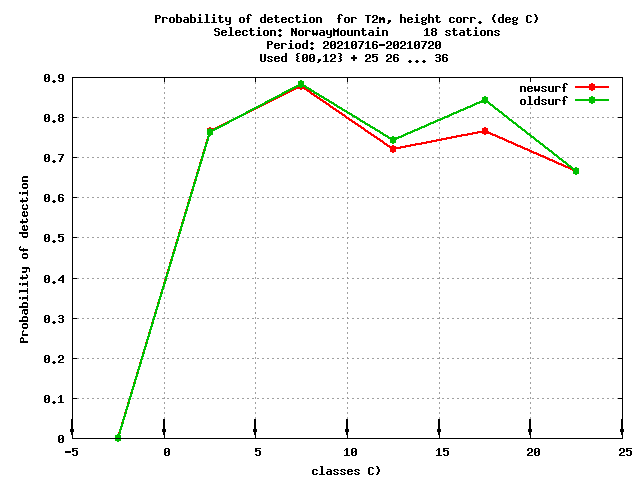 Probability of detection  for T2m, height corr. (deg C)
Selection: NorwayMountain     18 stations
Period: 20210716-20210720
Used {00,12} + 25 26 ... 36
newsurf
oldsurf
0.9
0.8
0.7
0.6
0.5
0.4
0.3
0.2
0.1
0
Probability of detection
-5 0 5 10 15 20 25
classes C)